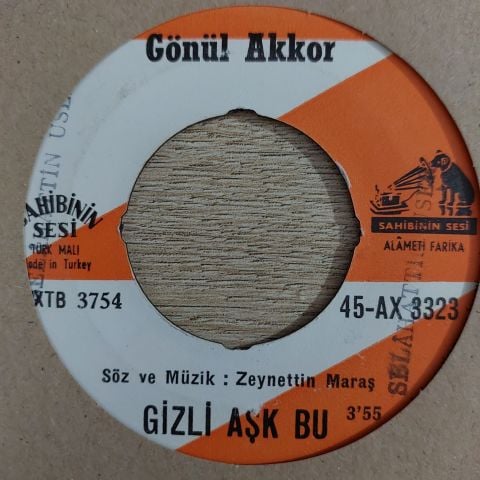 Gönül Akkor
SAHİBİNİN
SESİ
TÜRK MALI
Made in Turkey
XTB 3754
SAHİBİNİN SESİ
ALÂMETİ FARİKA
45-AX 3323
Söz ve Müzik : Zeynettin Maraş
GİZLİ AŞK BU 3'55
SELAHATTİN